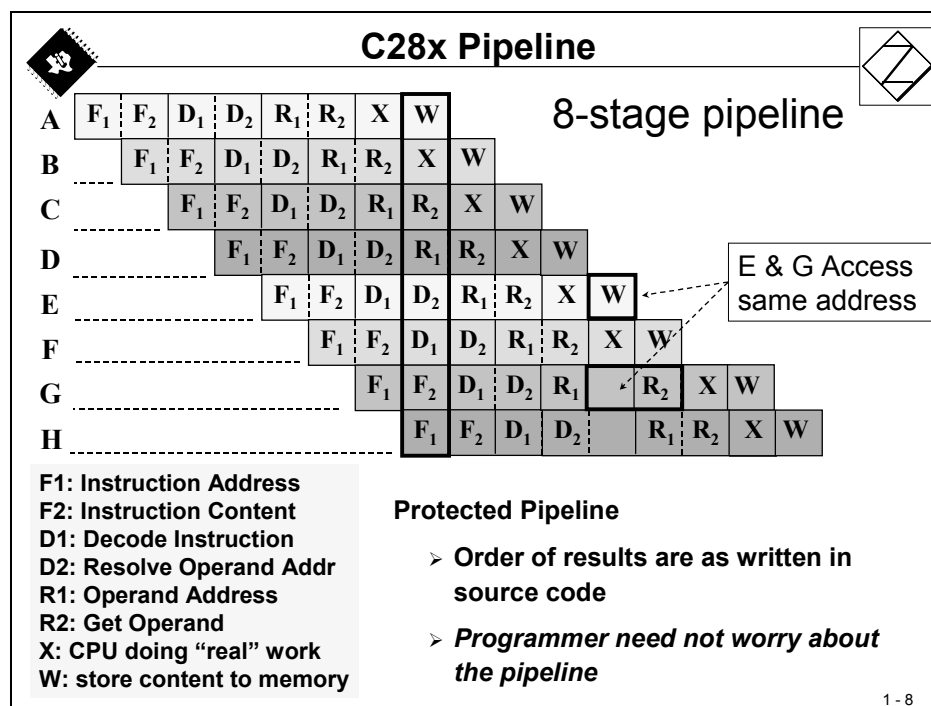 C28x Pipeline
8-stage pipeline
A F₁ F₂ D₁ D₂ R₁ R₂ X W
B F₁ F₂ D₁ D₂ R₁ R₂ X W
C F₁ F₂ D₁ D₂ R₁ R₂ X W
D F₁ F₂ D₁ D₂ R₁ R₂ X W
E F₁ F₂ D₁ D₂ R₁ R₂ X W
F F₁ F₂ D₁ D₂ R₁ R₂ X W
G F₁ F₂ D₁ D₂ R₁ R₂ X W
H F₁ F₂ D₁ D₂ R₁ R₂ X W
E & G Access
same address
F1: Instruction Address
F2: Instruction Content
D1: Decode Instruction
D2: Resolve Operand Addr
R1: Operand Address
R2: Get Operand
X: CPU doing “real” work
W: store content to memory
Protected Pipeline
➢ Order of results are as written in
source code
➢ Programmer need not worry about
the pipeline
1 - 8